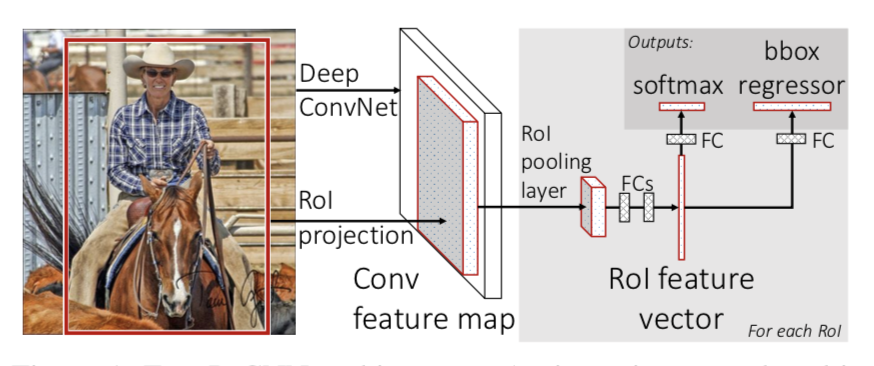 Deep
ConvNet
RoI
projection
Conv
feature map
RoI
pooling
layer
FCs
RoI feature
vector
For each RoI
Outputs:
softmax
bbox
regressor
FC
FC